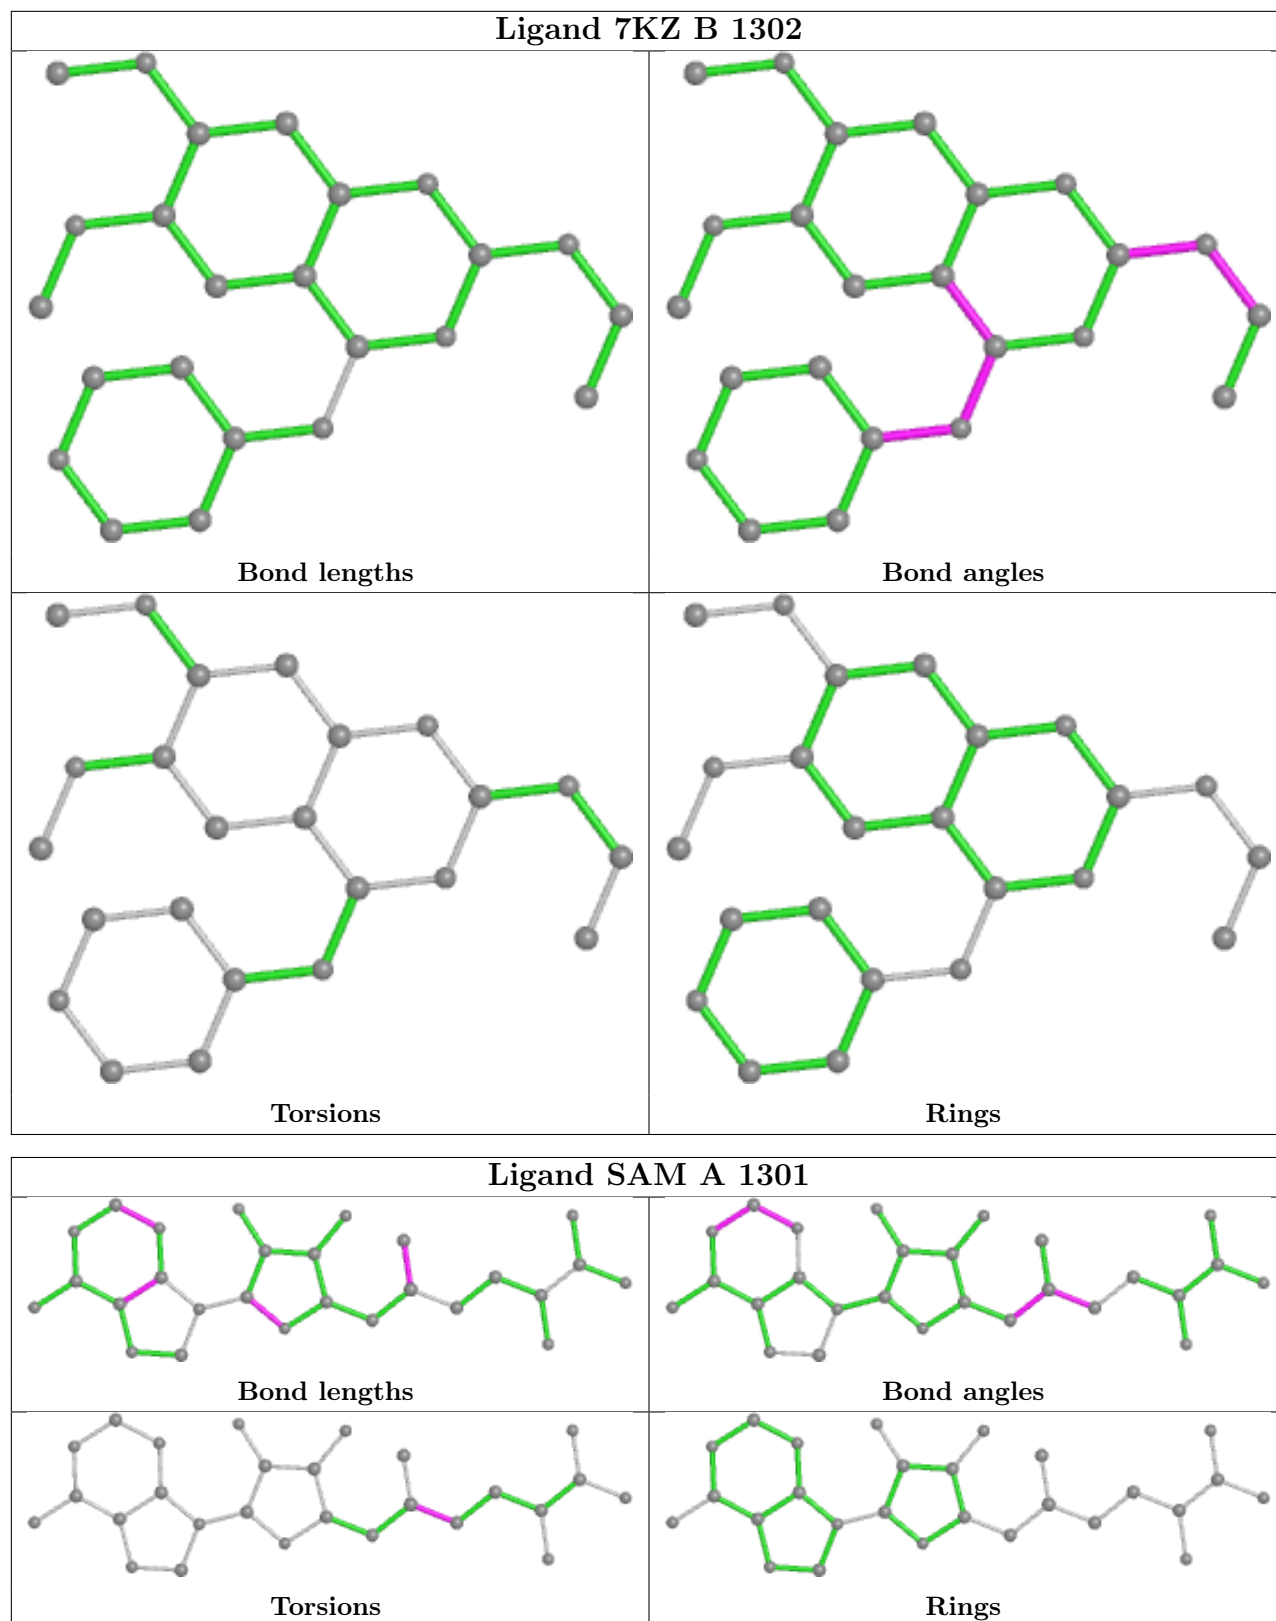 Ligand 7KZ B 1302
Bond lengths
Bond angles
Torsions
Rings
Ligand SAM A 1301
Bond lengths
Bond angles
Torsions
Rings